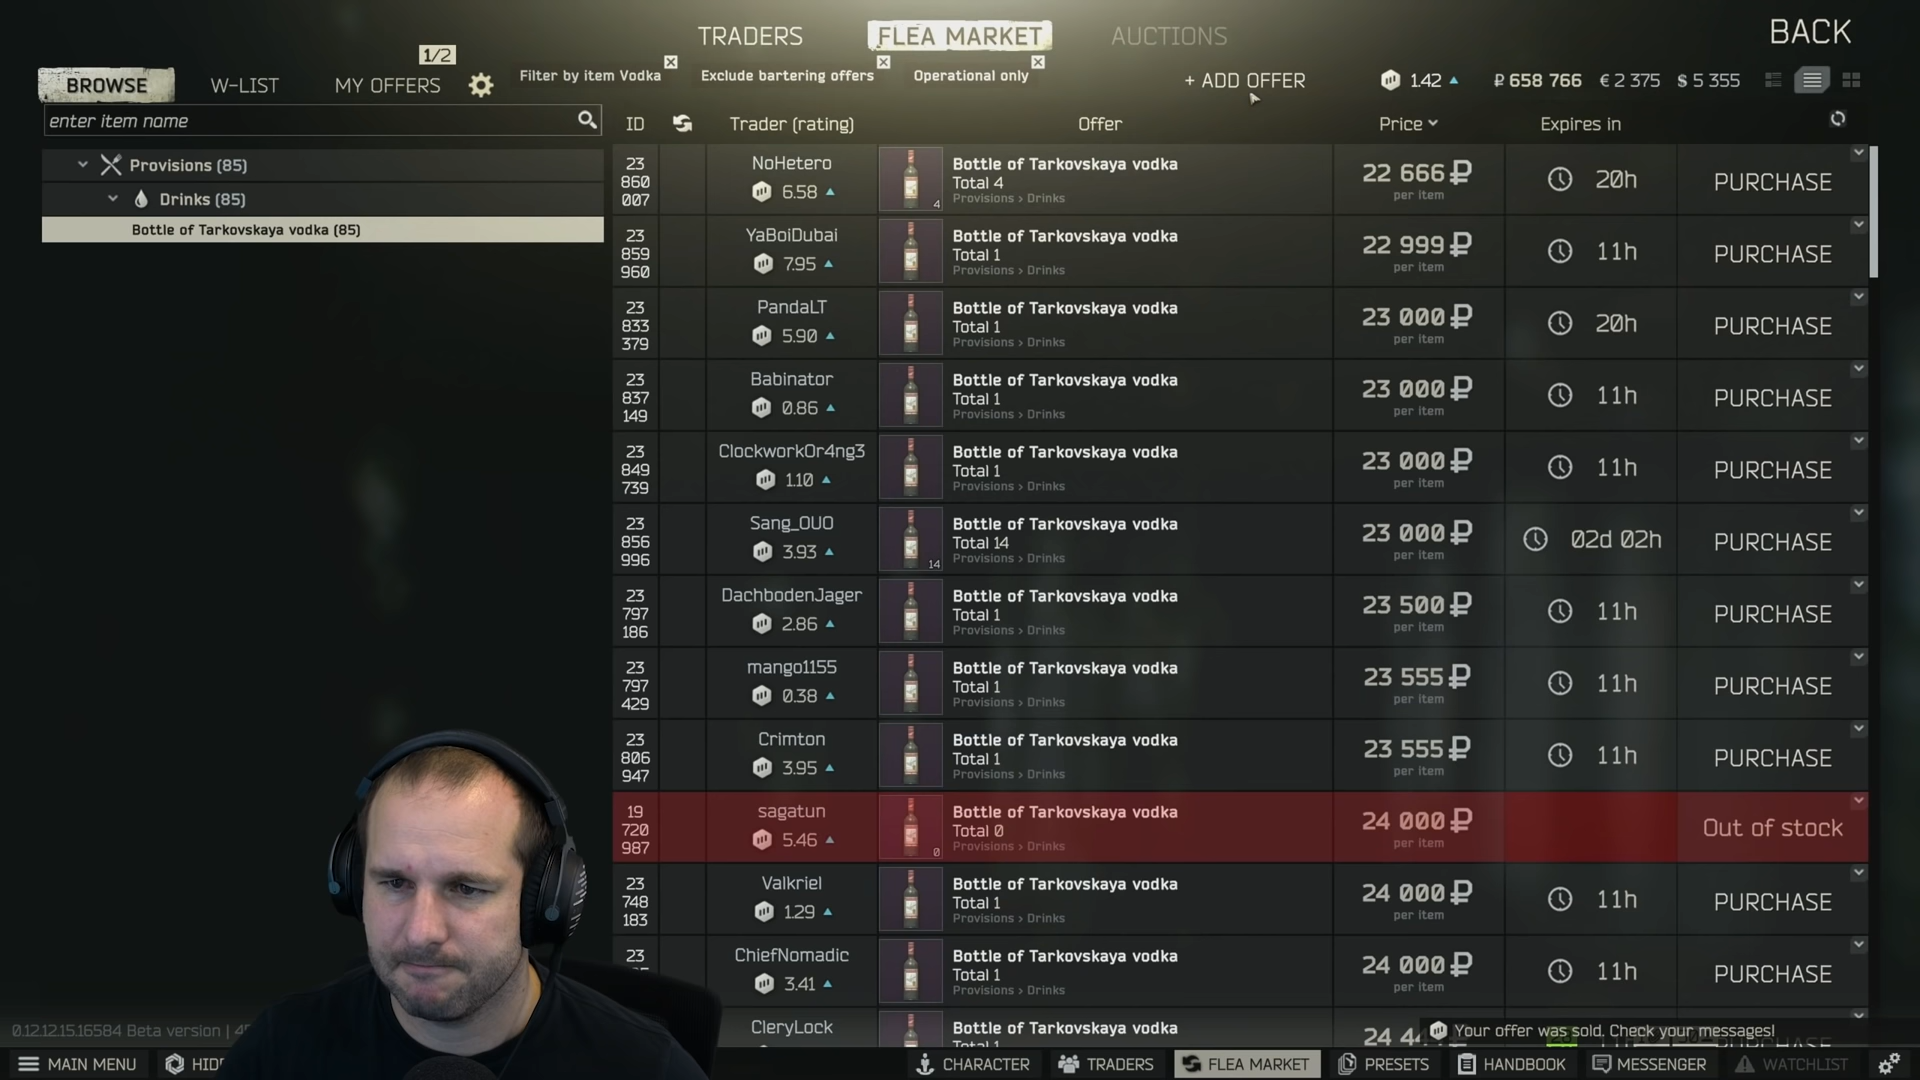 TRADERS FLEA MARKET AUCTIONS BACK
1/2
BROWSE W-LIST MY OFFERS Filter by item Vodka Exclude bartering offers Operational only + ADD OFFER 1.42 ₽ 658 766 € 2 375 $ 5 355
enter item name
ID Trader (rating) Offer Price Expires in
Provisions (85)
Drinks (85)
Bottle of Tarkovskaya vodka (85)
23 860 007 NoHetero 6.58 4 Bottle of Tarkovskaya vodka Total 4 Provisions > Drinks 22 666 ₽ per item 20h PURCHASE
23 859 960 YaBoiDubai 7.95 Bottle of Tarkovskaya vodka Total 1 Provisions > Drinks 22 999 ₽ per item 11h PURCHASE
23 833 379 PandaLT 5.90 Bottle of Tarkovskaya vodka Total 1 Provisions > Drinks 23 000 ₽ per item 20h PURCHASE
23 837 149 Babinator 0.86 Bottle of Tarkovskaya vodka Total 1 Provisions > Drinks 23 000 ₽ per item 11h PURCHASE
23 849 739 ClockworkOr4ng3 1.10 Bottle of Tarkovskaya vodka Total 1 Provisions > Drinks 23 000 ₽ per item 11h PURCHASE
23 856 996 Sang_OUO 3.93 14 Bottle of Tarkovskaya vodka Total 14 Provisions > Drinks 23 000 ₽ per item 02d 02h PURCHASE
23 797 186 DachbodenJager 2.86 Bottle of Tarkovskaya vodka Total 1 Provisions > Drinks 23 500 ₽ per item 11h PURCHASE
23 797 429 mango1155 0.38 Bottle of Tarkovskaya vodka Total 1 Provisions > Drinks 23 555 ₽ per item 11h PURCHASE
23 806 947 Crimton 3.95 Bottle of Tarkovskaya vodka Total 1 Provisions > Drinks 23 555 ₽ per item 11h PURCHASE
19 720 987 sagatun 5.46 0 Bottle of Tarkovskaya vodka Total 0 Provisions > Drinks 24 000 ₽ per item Out of stock
23 748 183 Valkriel 1.29 Bottle of Tarkovskaya vodka Total 1 Provisions > Drinks 24 000 ₽ per item 11h PURCHASE
23 ChiefNomadic 3.41 Bottle of Tarkovskaya vodka Total 1 Provisions > Drinks 24 000 ₽ per item 11h PURCHASE
CleryLock Bottle of Tarkovskaya vodka Total 1
0.12.12.15.16584 Beta version |
Your offer was sold. Check your messages!
MAIN MENU CHARACTER TRADERS FLEA MARKET PRESETS HANDBOOK MESSENGER WATCHLIST